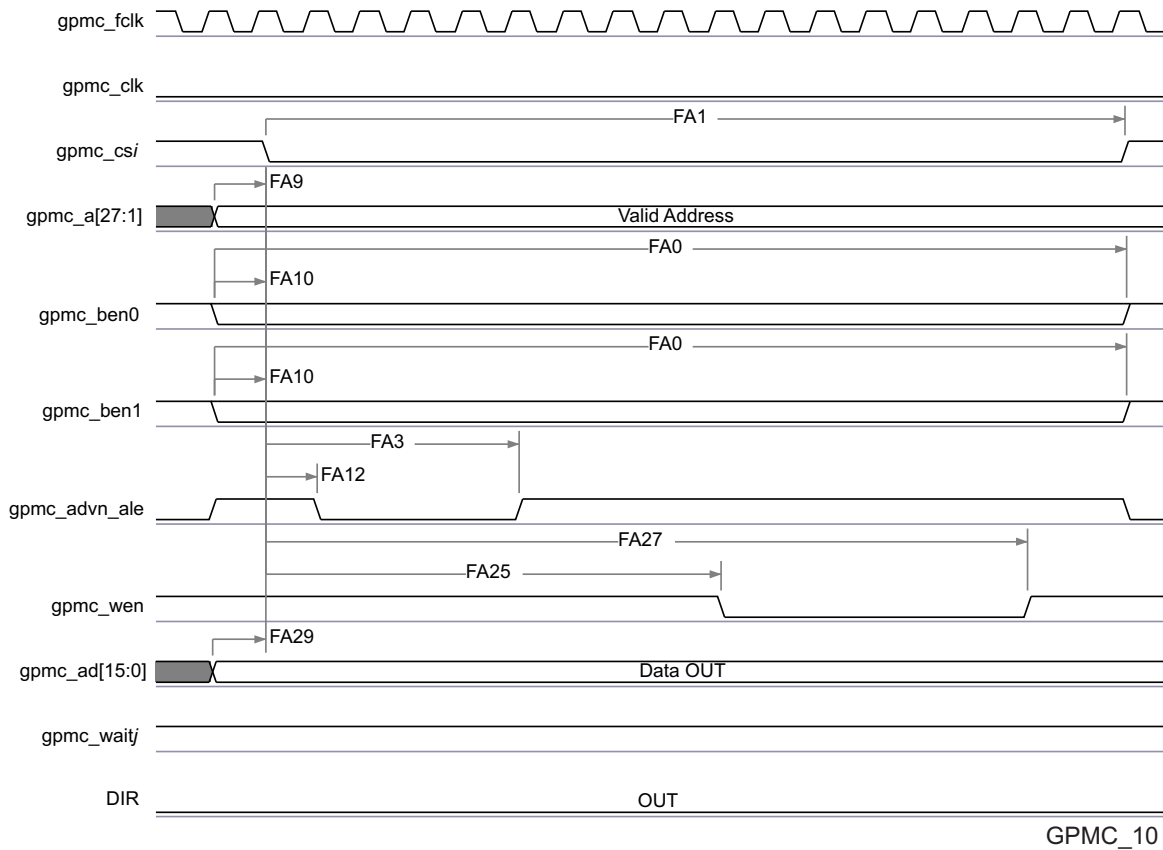 gpmc_fclk
gpmc_clk
FA1
gpmc_csi
FA9
gpmc_a[27:1]
Valid Address
FA0
FA10
gpmc_ben0
FA0
FA10
gpmc_ben1
FA3
FA12
gpmc_advn_ale
FA27
FA25
gpmc_wen
FA29
gpmc_ad[15:0]
Data OUT
gpmc_waitj
DIR
OUT
GPMC_10